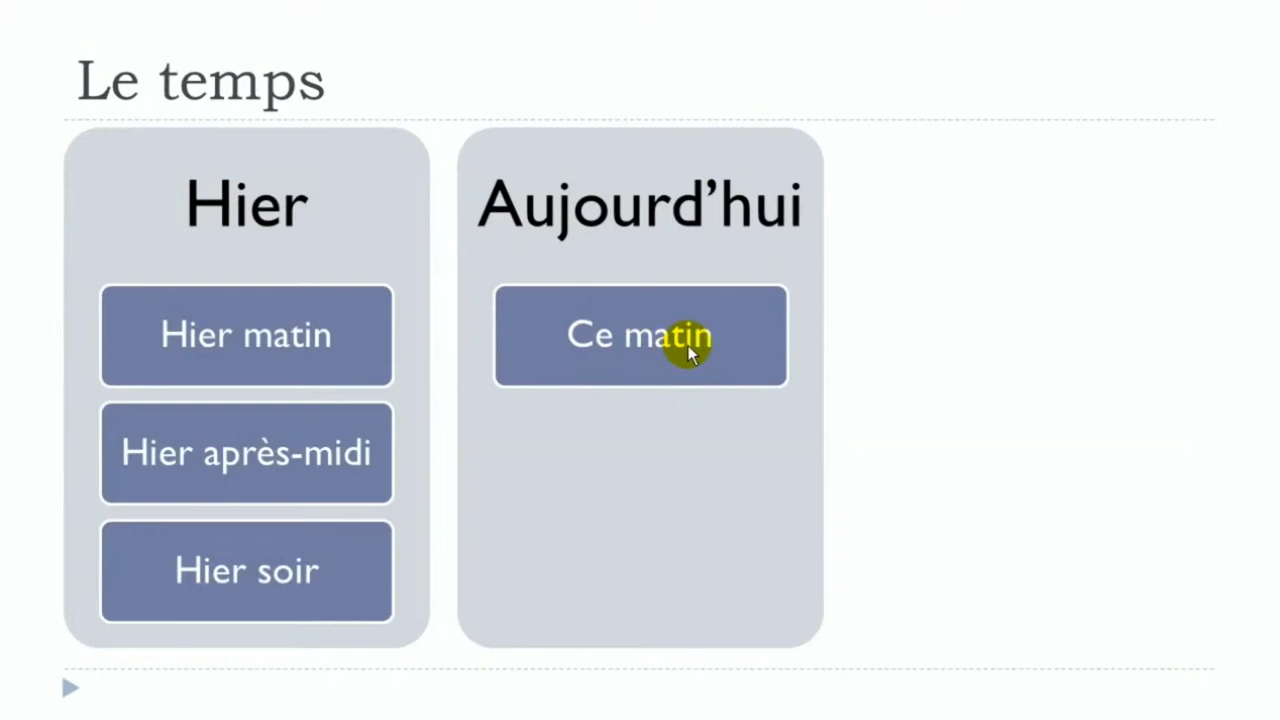 Le temps
Hier
Hier matin
Hier après-midi
Hier soir
Aujourd’hui
Ce matin